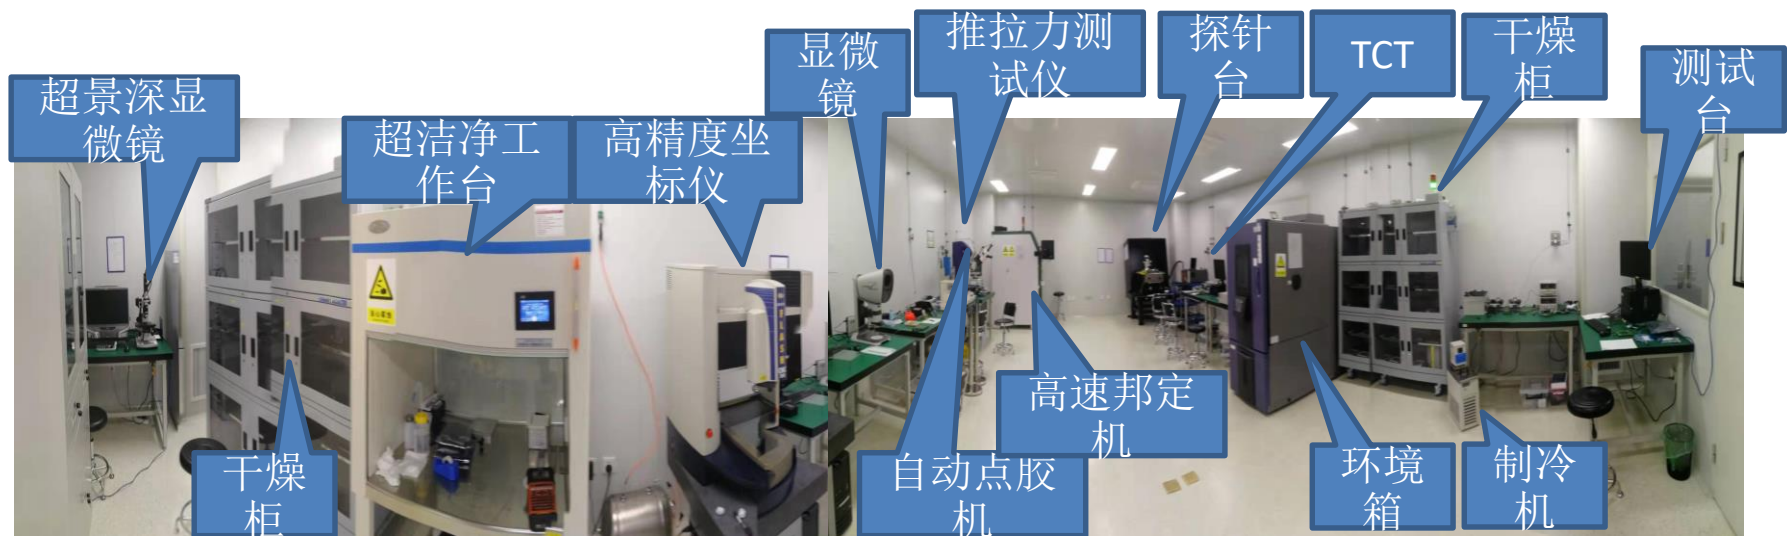 超景深显
微镜
超洁净工
作台
高精度坐
标仪
显微
镜
推拉力测
试仪
探针
台
TCT
干燥
柜
测试
台
干燥
柜
自动点胶
机
高速邦定
机
环境
箱
制冷
机